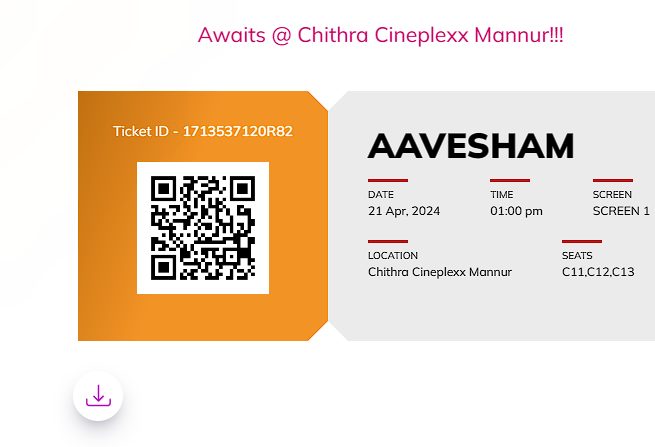 Awaits @ Chithra Cineplexx Mannur!!!
Ticket ID - 1713537120R82
AAVESHAM
DATE TIME SCREEN
21 Apr, 2024 01:00 pm SCREEN 1
LOCATION SEATS
Chithra Cineplexx Mannur C11,C12,C13